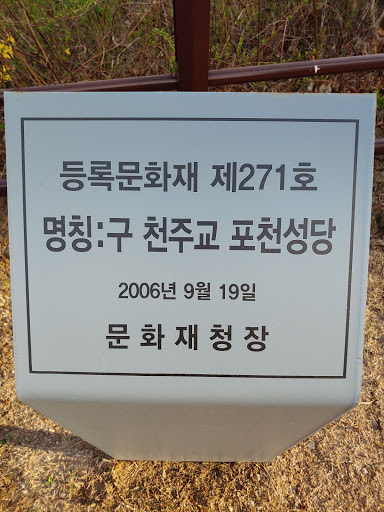 등록문화재 제271호
명칭:구 천주교 포천성당
2006년 9월 19일
문화재청장